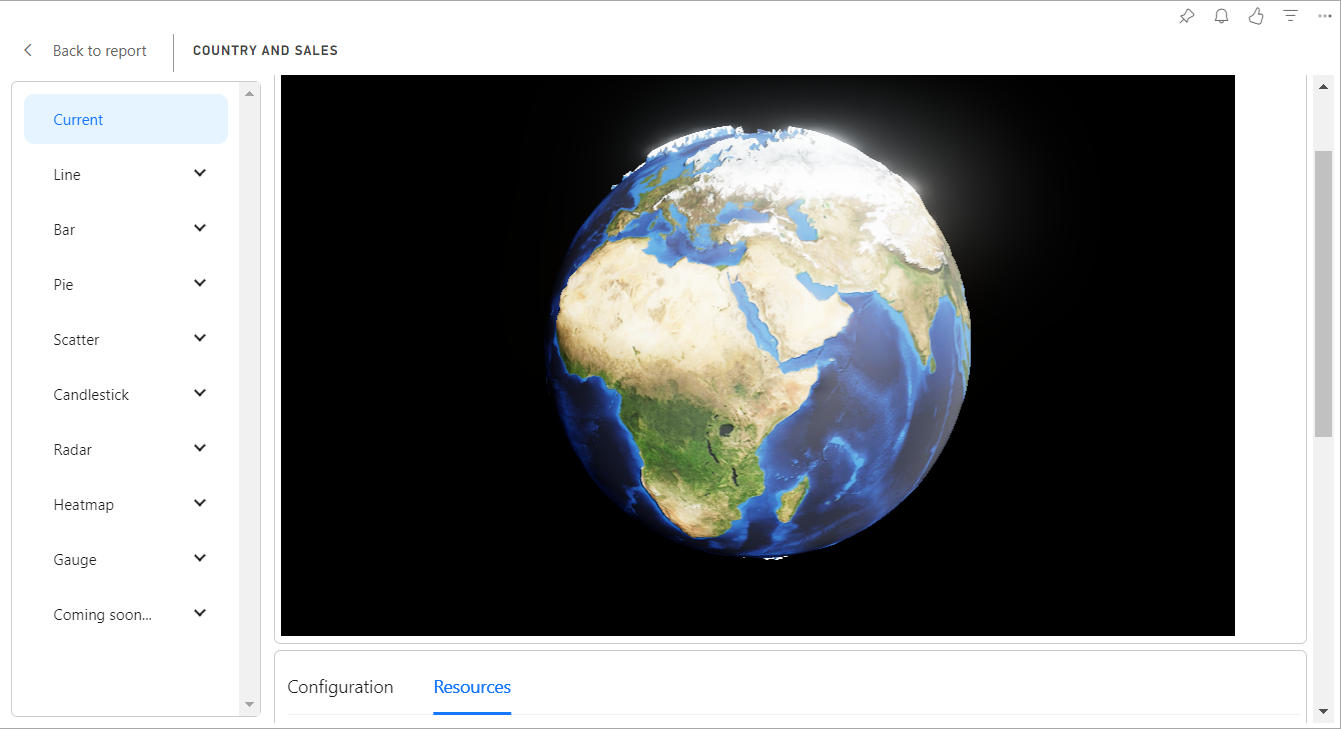 Back to report
COUNTRY AND SALES
Current
Line
Bar
Pie
Scatter
Candlestick
Radar
Heatmap
Gauge
Coming soon...
Configuration
Resources